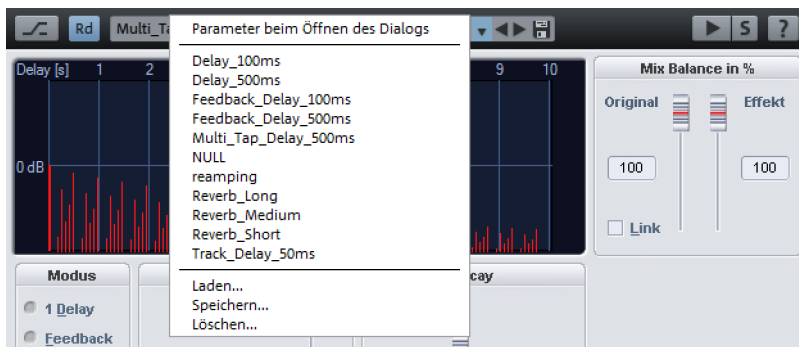 Rd Multi_Ta
S ?
Parameter beim Öffnen des Dialogs
Delay_100ms
Delay_500ms
Feedback_Delay_100ms
Feedback_Delay_500ms
Multi_Tap_Delay_500ms
NULL
reamping
Reverb_Long
Reverb_Medium
Reverb_Short
Track_Delay_50ms
Laden...
Speichern...
Löschen...
Delay [s] 1 2 9 10
0 dB
Mix Balance in %
Original Effekt
100 100
Link
Modus
1 Delay
Feedback
cay